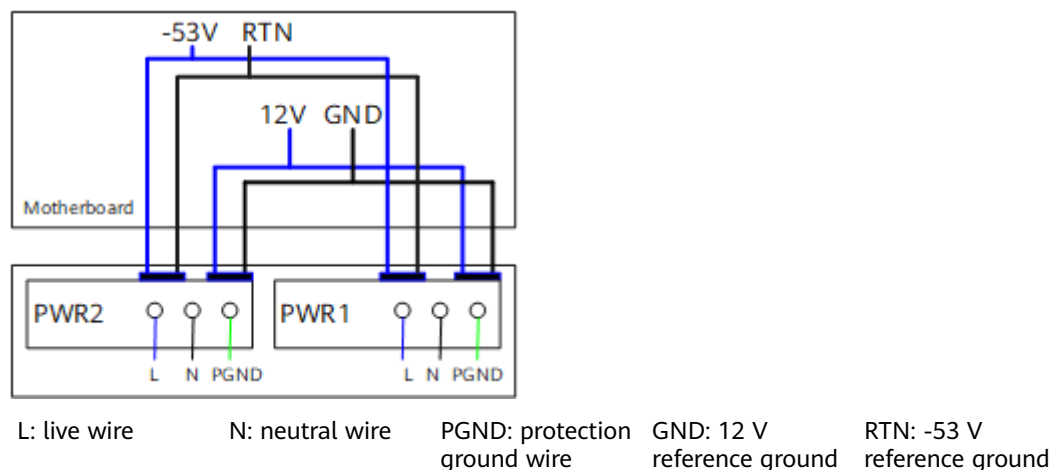 -53V RTN
12V GND
Motherboard
PWR2 PWR1
L N PGND L N PGND
L: live wire N: neutral wire PGND: protection GND: 12 V RTN: -53 V
ground wire reference ground reference ground